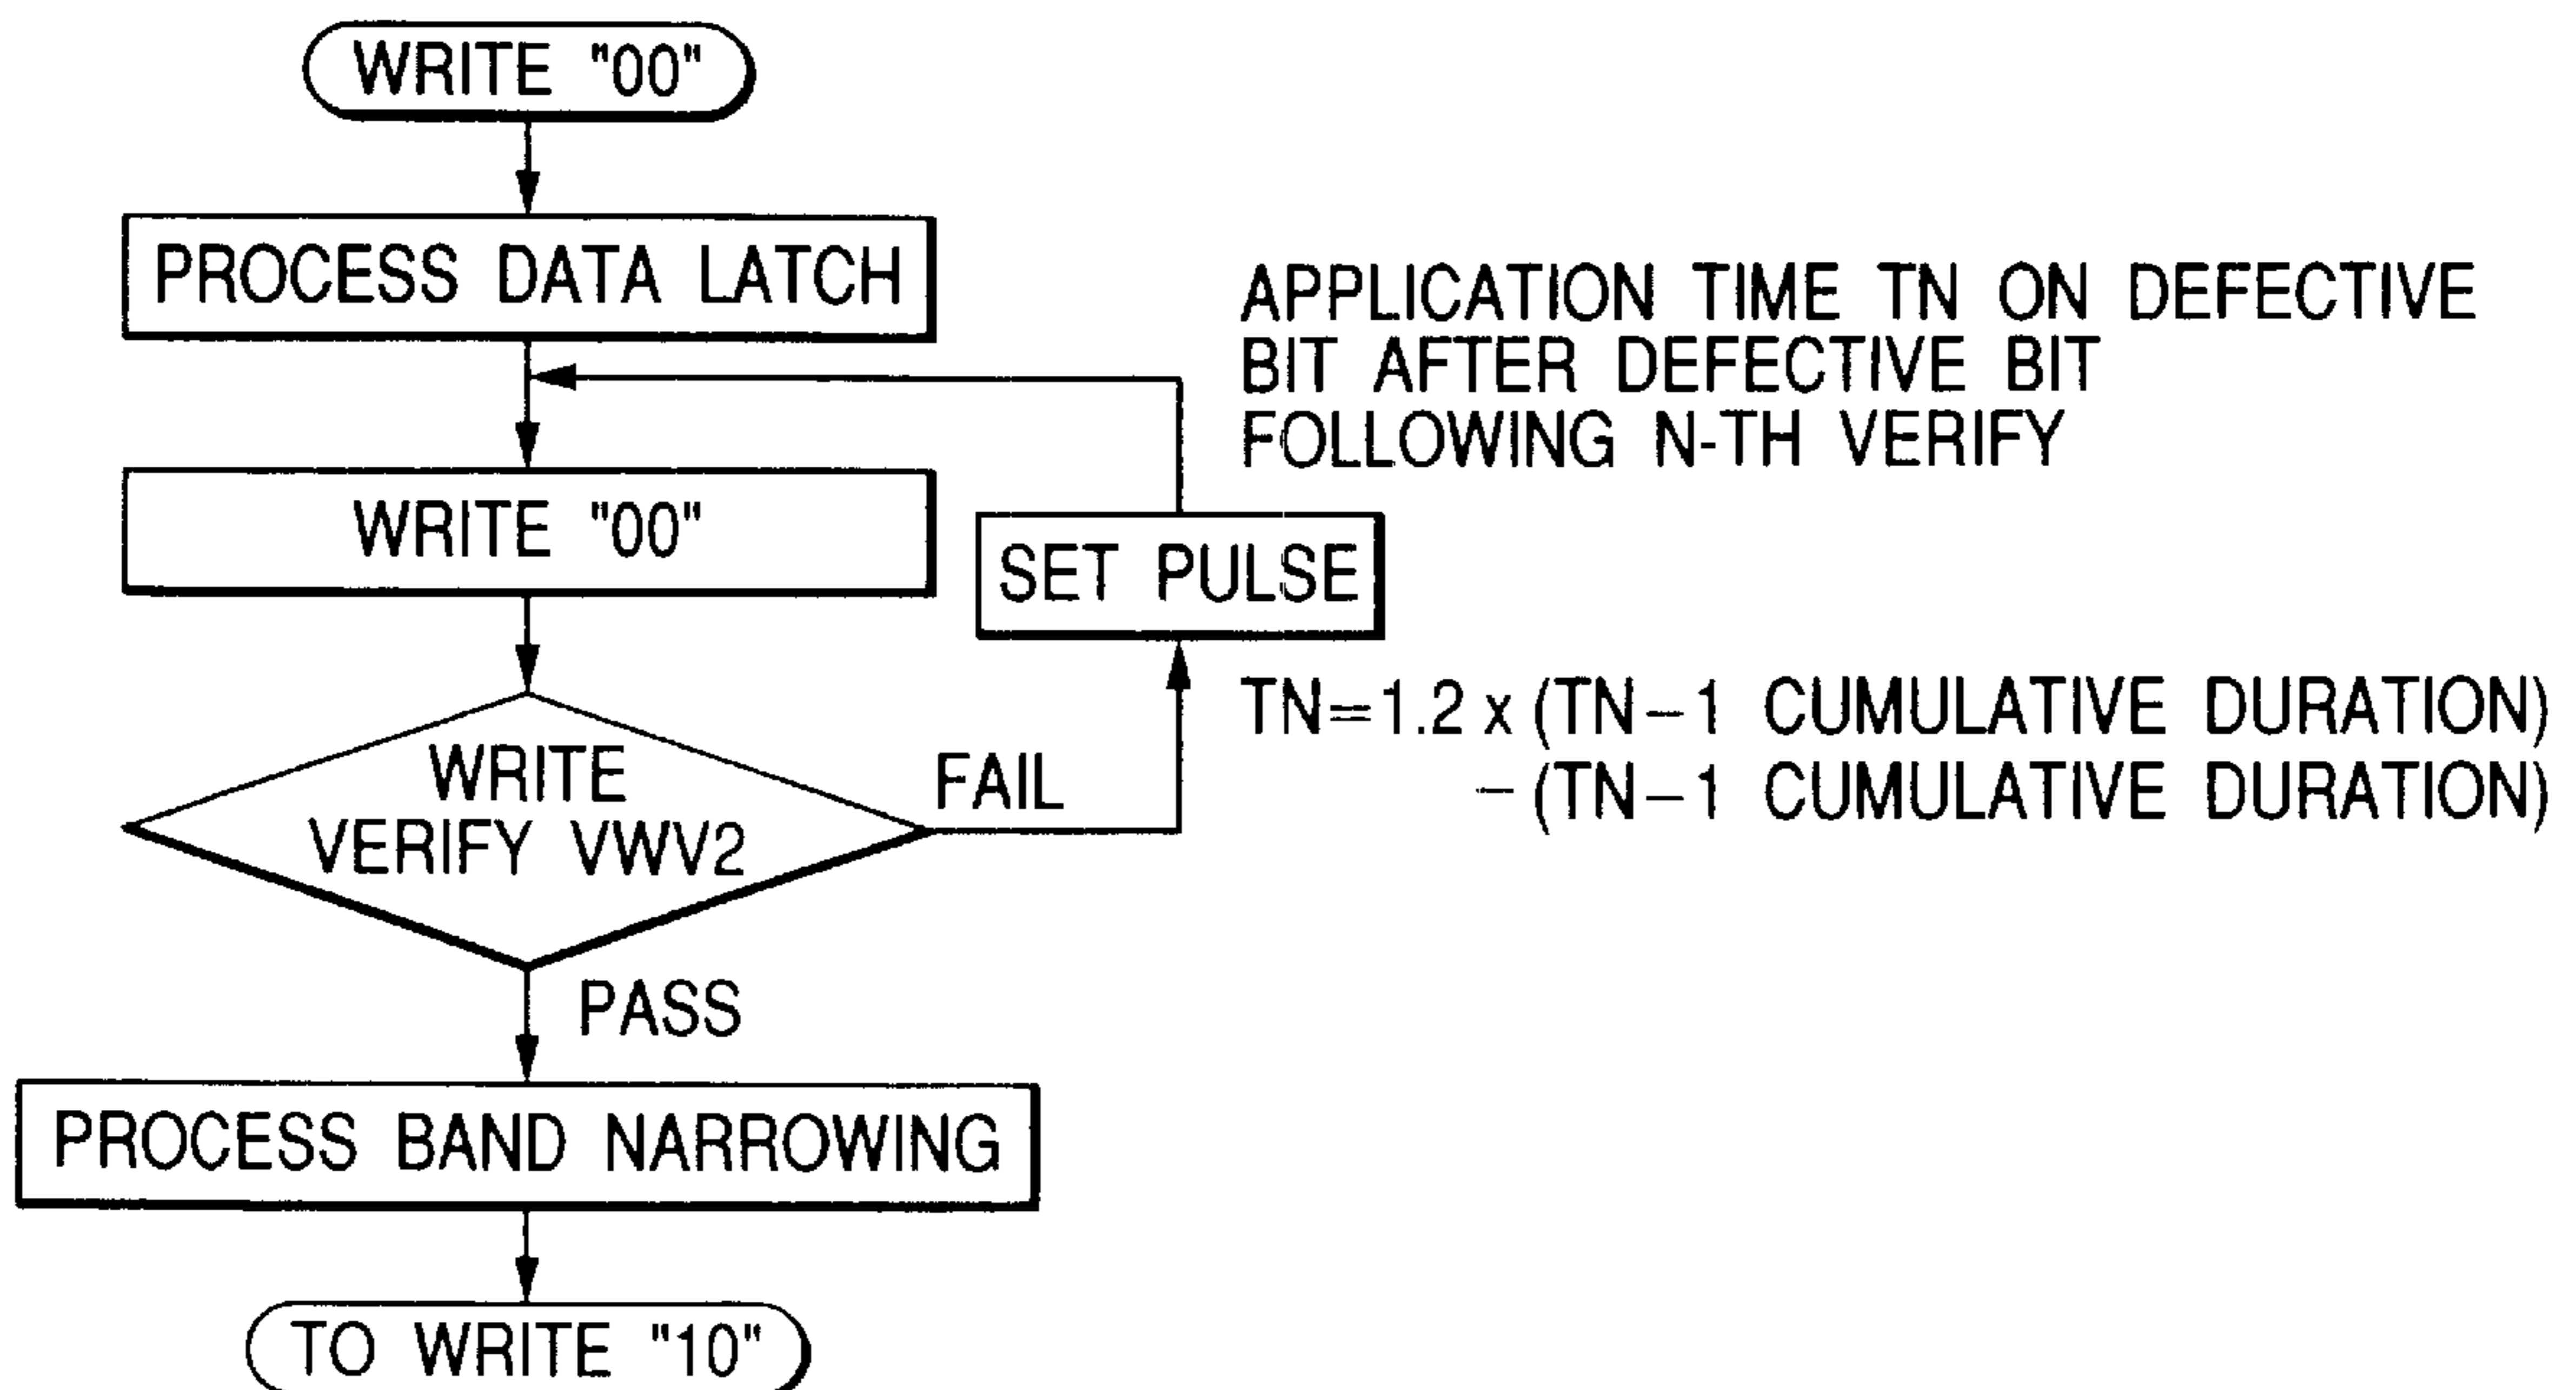 WRITE "00"
PROCESS DATA LATCH
APPLICATION TIME TN ON DEFECTIVE
BIT AFTER DEFECTIVE BIT
FOLLOWING N-TH VERIFY
WRITE "00"
SET PULSE
TN=1.2 x (TN-1 CUMULATIVE DURATION)
- (TN-1 CUMULATIVE DURATION)
WRITE
VERIFY VWV2
FAIL
PASS
PROCESS BAND NARROWING
TO WRITE "10"